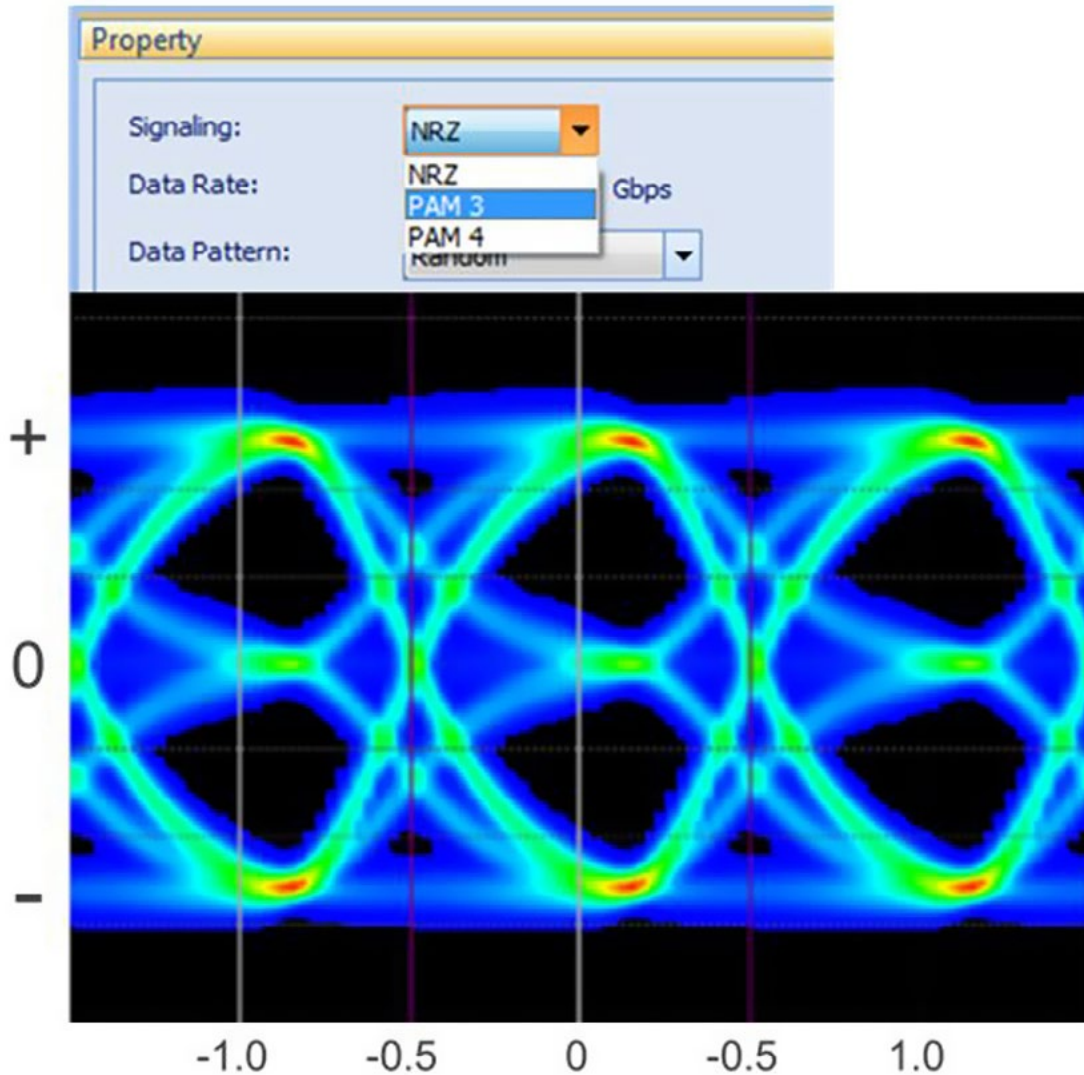 Property
Signaling:
NRZ
NRZ
Data Rate:
Gbps
PAM 3
PAM 4
Data Pattern:
Random
+
0
-
-1.0
-0.5
0
-0.5
1.0